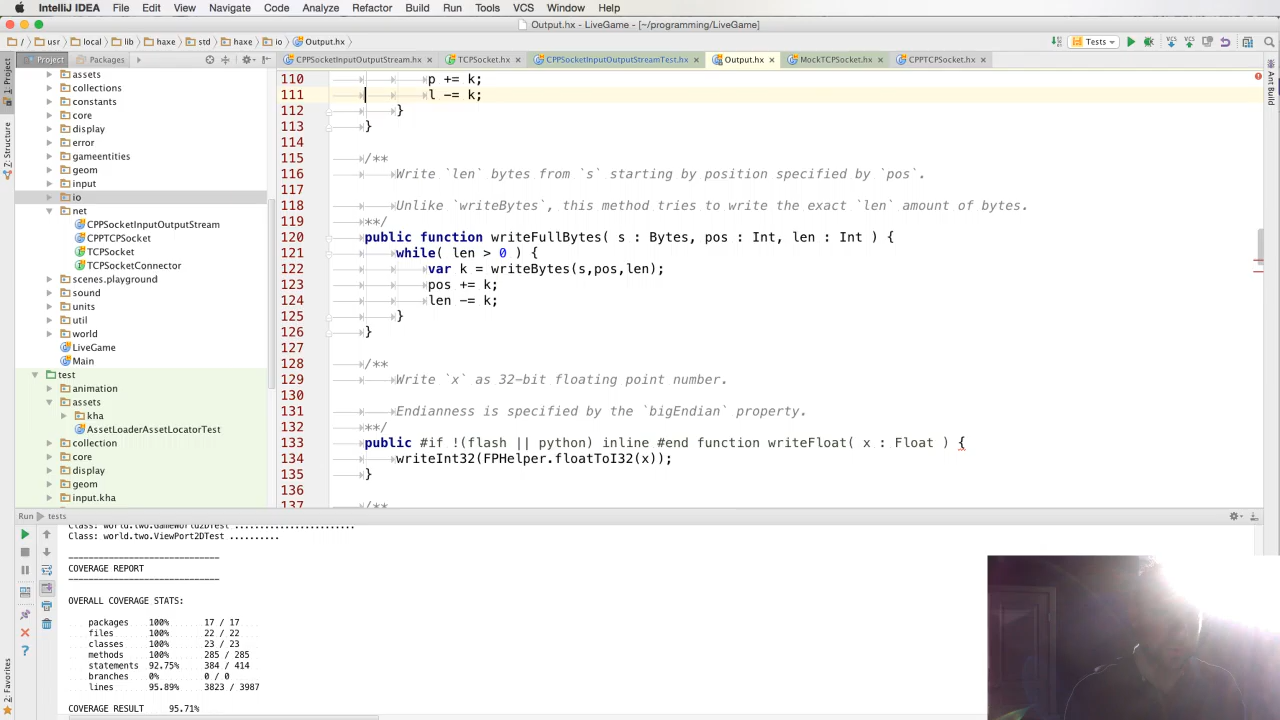 IntelliJ IDEA File Edit View Navigate Code Analyze Refactor Build Run Tools VCS Window Help
Output.hx - LiveGame - [~/programming/LiveGame]
/ usr local lib haxe std haxe io Output.hx
Tests
Project Packages
CPPSocketInputOutputStream.hx TCPSocket.hx CPPSocketInputOutputStreamTest.hx Output.hx MockTCPSocket.hx CPPTCPSocket.hx
1: Project
Z: Structure
2: Favorites
Ant Build
assets
collections
constants
core
display
error
gameentities
geom
input
io
net
CPPSocketInputOutputStream
CPPTCPSocket
TCPSocket
TCPSocketConnector
scenes.playground
sound
units
util
world
LiveGame
Main
test
animation
assets
kha
AssetLoaderAssetLocatorTest
collection
core
display
geom
input.kha
110 p += k;
111 l -= k;
112 }
113 }
114
115 /**
116 Write `len` bytes from `s` starting by position specified by `pos`.
117
118 Unlike `writeBytes`, this method tries to write the exact `len` amount of bytes.
119 **/
120 public function writeFullBytes( s : Bytes, pos : Int, len : Int ) {
121 while( len > 0 ) {
122 var k = writeBytes(s,pos,len);
123 pos += k;
124 len -= k;
125 }
126 }
127
128 /**
129 Write `x` as 32-bit floating point number.
130
131 Endianness is specified by the `bigEndian` property.
132 **/
133 public #if !(flash || python) inline #end function writeFloat( x : Float ) {
134 writeInt32(FPHelper.floatToI32(x));
135 }
136
137 /**
Run tests
Class: world.two.GameWorld2DTest ........................
Class: world.two.ViewPort2DTest ..........
------------------------------
COVERAGE REPORT
------------------------------
OVERALL COVERAGE STATS:
packages 100% 17 / 17
files 100% 22 / 22
classes 100% 23 / 23
methods 100% 285 / 285
statements 92.75% 384 / 414
branches 0% 0 / 0
lines 95.89% 3823 / 3987
COVERAGE RESULT 95.71%